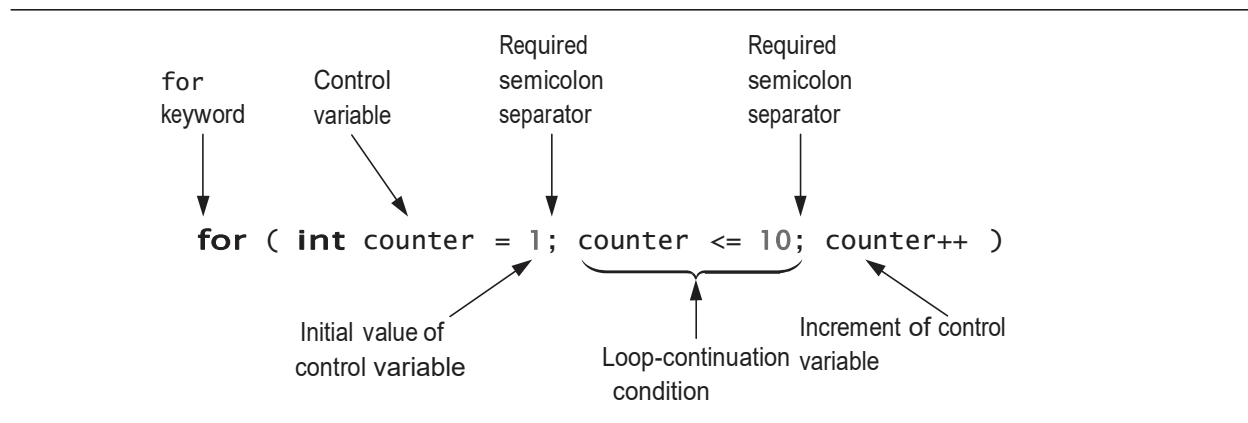 for
keyword
Control
variable
Required
semicolon
separator
Required
semicolon
separator
for ( int counter = 1; counter <= 10; counter++ )
Initial value of
control variable
Loop-continuation
condition
Increment of control
variable